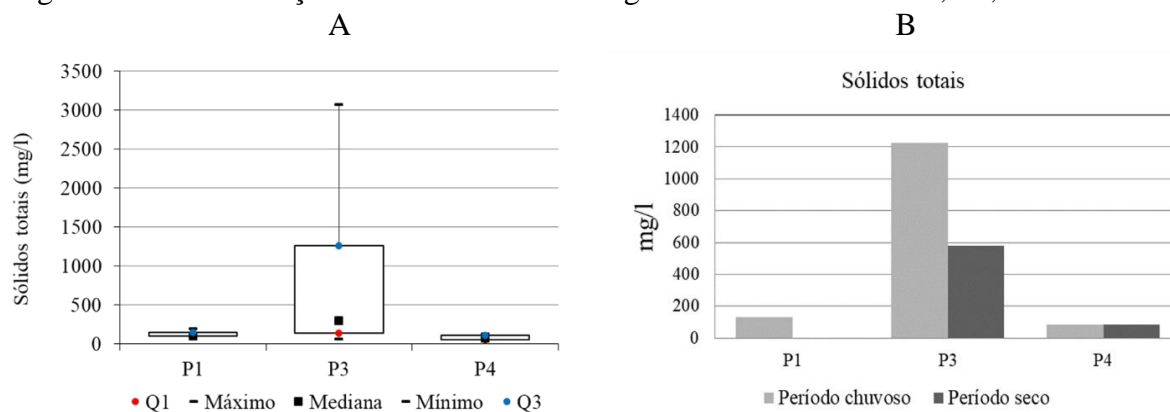 A
B
3500
3000
2500
2000
1500
1000
500
0
Sólidos totais (mg/l)
P1 P3 P4
Q1 Máximo Mediana Mínimo Q3
Sólidos totais
1400
1200
1000
800
600
400
200
0
mg/l
P1 P3 P4
Período chuvoso Período seco